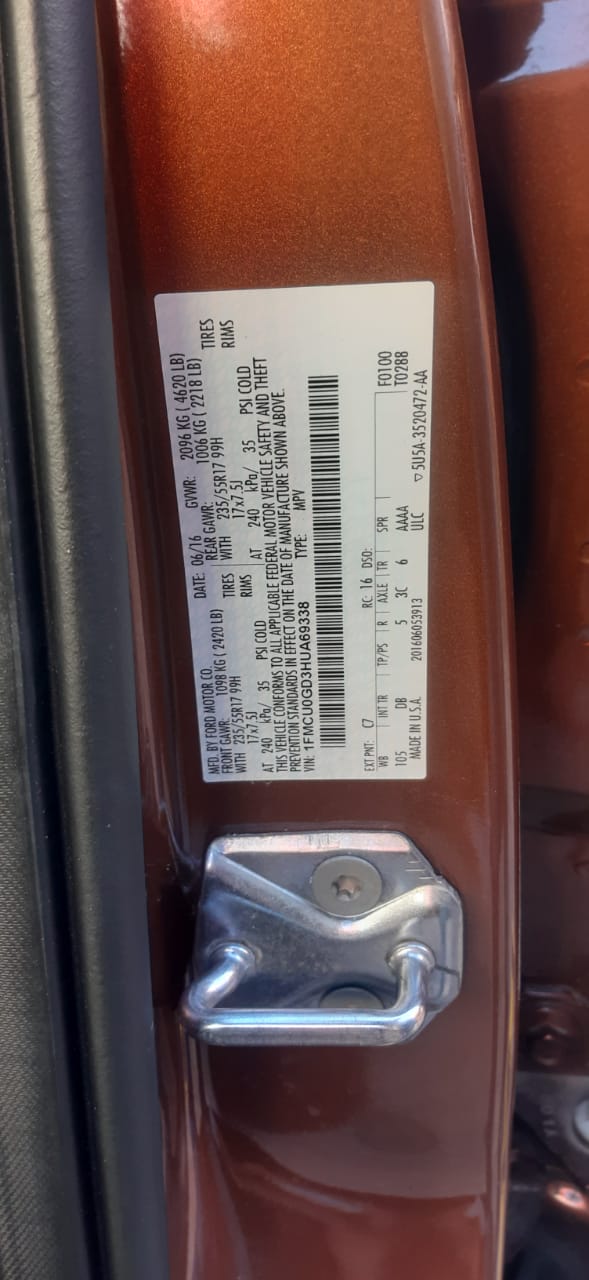 MFD. BY FORD MOTOR CO.
DATE: 06/16 GVWR: 2096 KG ( 4620 LB)
FRONT GAWR: 1098 KG ( 2420 LB) REAR GAWR: 1006 KG ( 2218 LB)
WITH 235/55R17 99H TIRES WITH 235/55R17 99H TIRES
17x7.5J RIMS 17x7.5J RIMS
AT 240 kPa/ 35 PSI COLD AT 240 kPa/ 35 PSI COLD
THIS VEHICLE CONFORMS TO ALL APPLICABLE FEDERAL MOTOR VEHICLE SAFETY AND THEFT
PREVENTION STANDARDS IN EFFECT ON THE DATE OF MANUFACTURE SHOWN ABOVE.
VIN: 1FMCU0GD3HUA69338 TYPE: MPV
EXT PNT: C7 RC: 16 DSO: F0100
WB INT TR TP/PS R AXLE TR SPR T0288
105 DB 5 3C 6 AAAA
MADE IN U.S.A. 201606053913 ULC ▽5U5A-3520472-AA